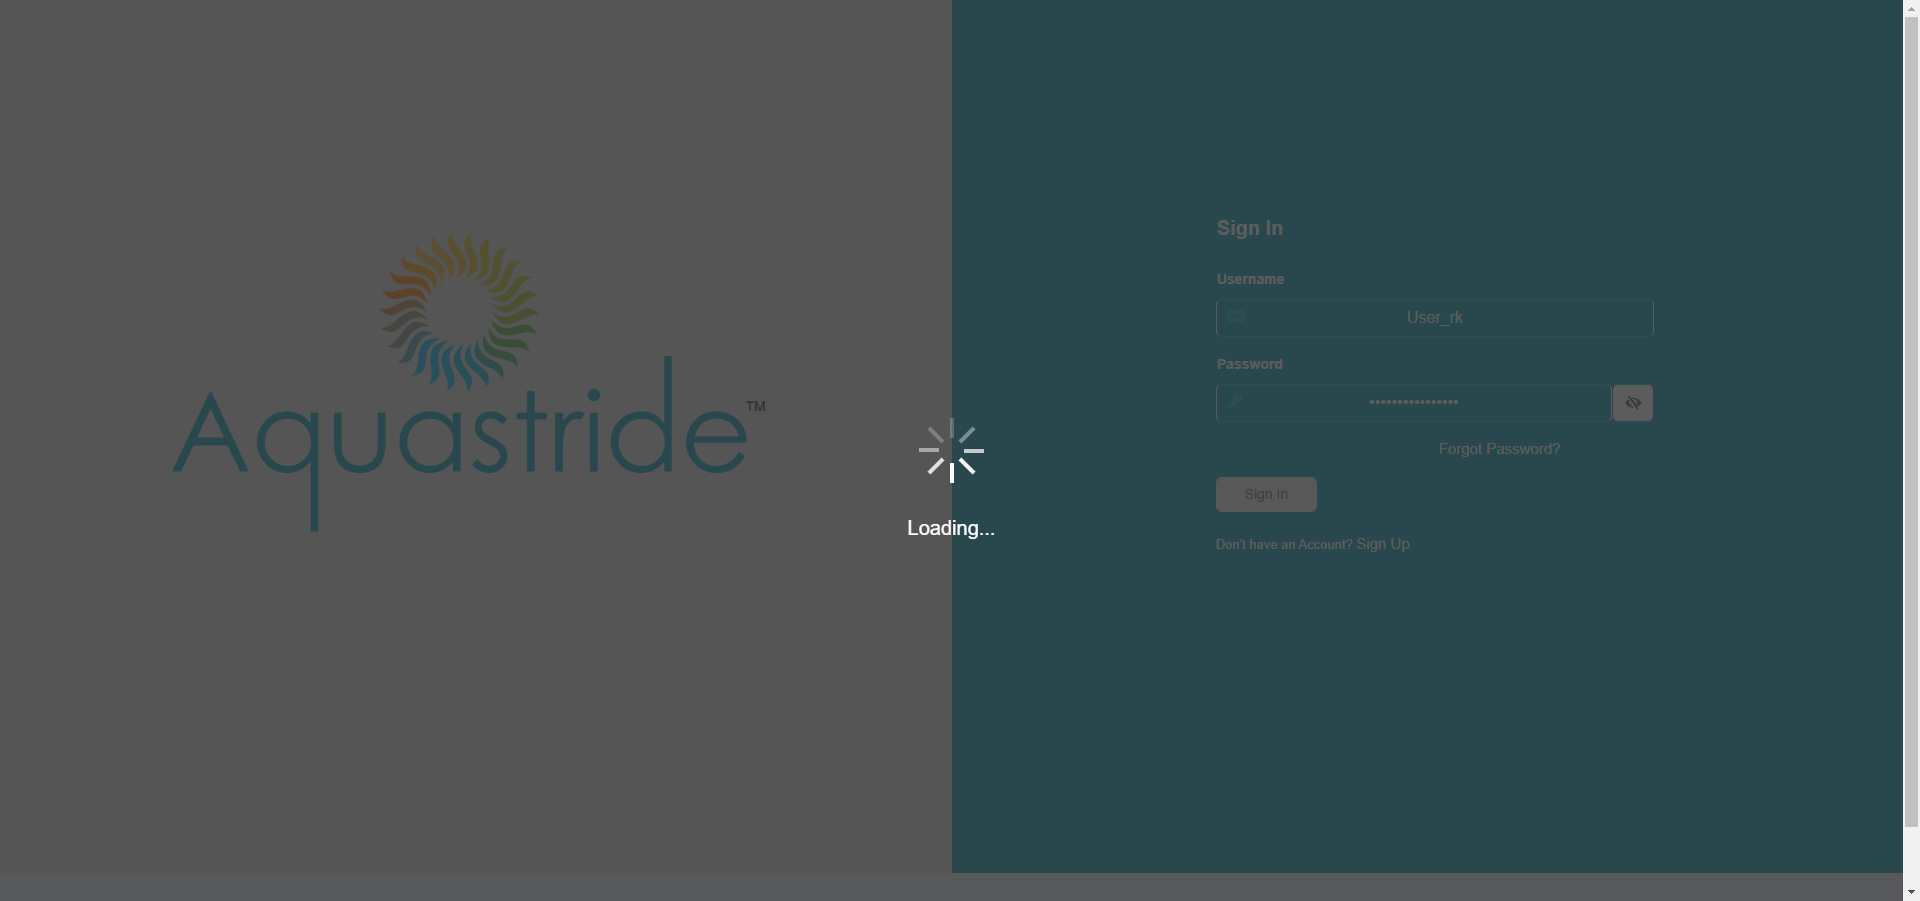 Aquastride™
Sign In
Username
User_rk
Password
••••••••••••••••
Forgot Password?
Sign In
Don't have an Account? Sign Up
Loading...